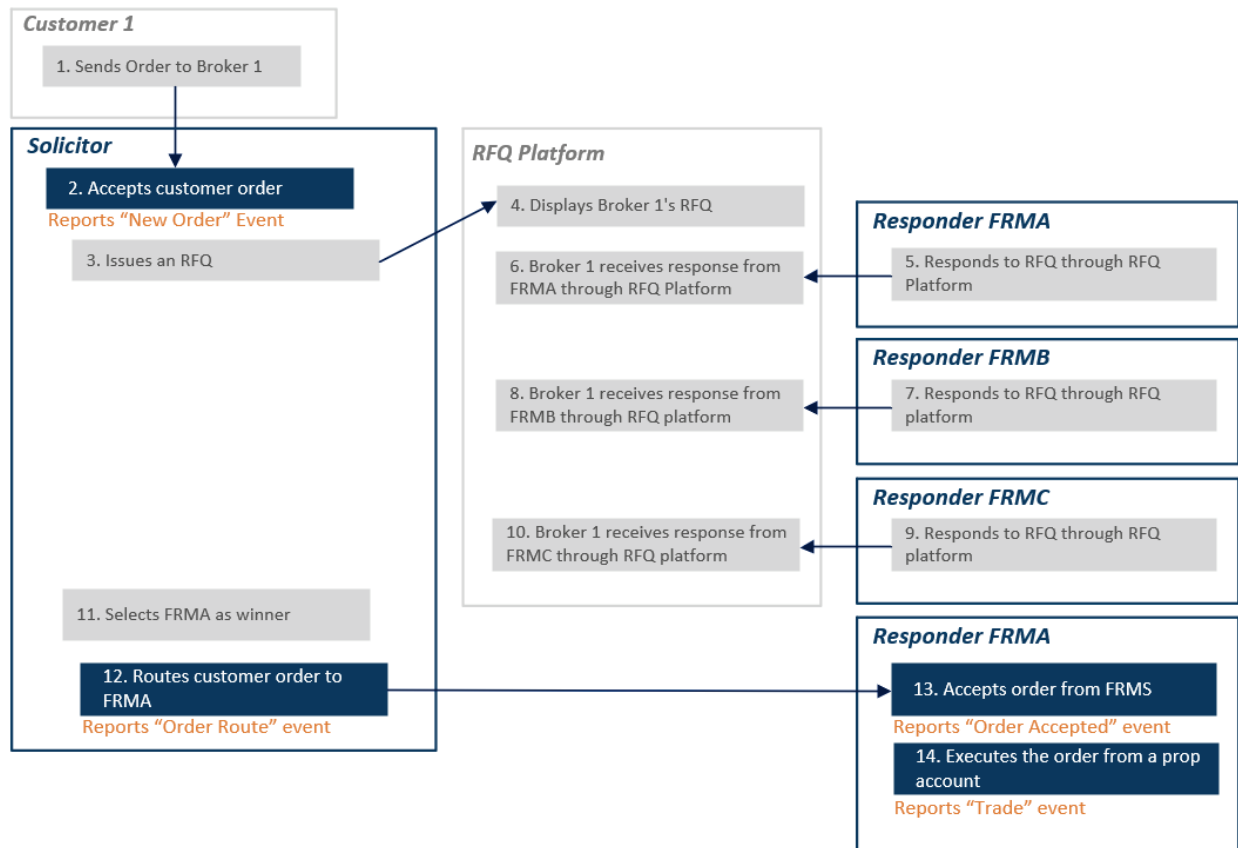 Customer 1
1. Sends Order to Broker 1
Solicitor
2. Accepts customer order
Reports “New Order” Event
3. Issues an RFQ
RFQ Platform
4. Displays Broker 1's RFQ
Responder FRMA
5. Responds to RFQ through RFQ
Platform
6. Broker 1 receives response from
FRMA through RFQ Platform
Responder FRMB
7. Responds to RFQ through RFQ
platform
8. Broker 1 receives response from
FRMB through RFQ platform
Responder FRMC
9. Responds to RFQ through RFQ
platform
10. Broker 1 receives response from
FRMC through RFQ platform
11. Selects FRMA as winner
12. Routes customer order to
FRMA
Reports “Order Route” event
Responder FRMA
13. Accepts order from FRMS
Reports “Order Accepted” event
14. Executes the order from a prop
account
Reports “Trade” event